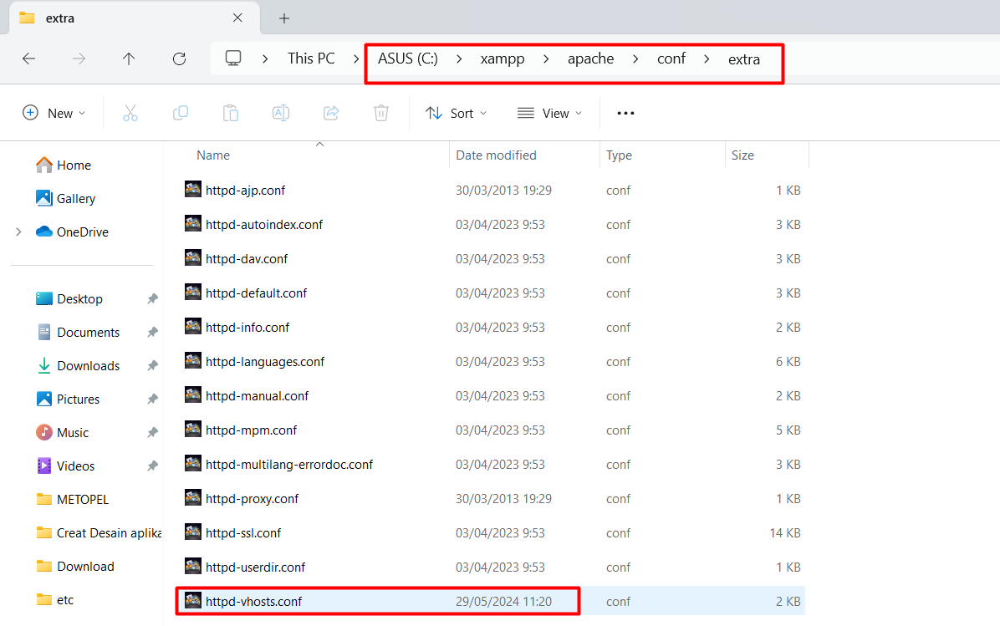 extra
This PC > ASUS (C:) > xampp > apache > conf > extra
New Sort View
Name Date modified Type Size
Home
Gallery
OneDrive
Desktop
Documents
Downloads
Pictures
Music
Videos
METOPEL
Creat Desain aplika
Download
etc
httpd-ajp.conf 30/03/2013 19:29 conf 1 KB
httpd-autoindex.conf 03/04/2023 9:53 conf 3 KB
httpd-dav.conf 03/04/2023 9:53 conf 3 KB
httpd-default.conf 03/04/2023 9:53 conf 3 KB
httpd-info.conf 03/04/2023 9:53 conf 2 KB
httpd-languages.conf 03/04/2023 9:53 conf 6 KB
httpd-manual.conf 03/04/2023 9:53 conf 2 KB
httpd-mpm.conf 03/04/2023 9:53 conf 5 KB
httpd-multilang-errordoc.conf 03/04/2023 9:53 conf 3 KB
httpd-proxy.conf 30/03/2013 19:29 conf 1 KB
httpd-ssl.conf 03/04/2023 9:53 conf 14 KB
httpd-userdir.conf 03/04/2023 9:53 conf 1 KB
httpd-vhosts.conf 29/05/2024 11:20 conf 2 KB